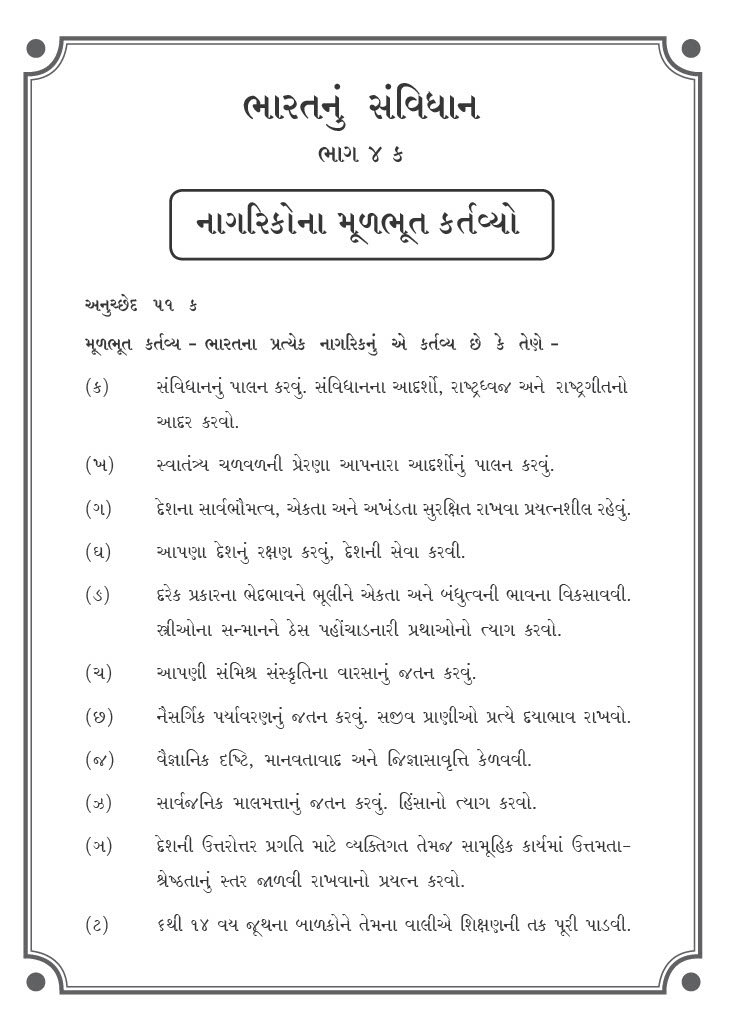 ભારતનું સંવિધાન
ભાગ ૪ ક
નાગરિકોના મૂળભૂત કર્તવ્યો
અનુચ્છેદ ૫૧ ક
મૂળભૂત કર્તવ્ય - ભારતના પ્રત્યેક નાગરિકનું એ કર્તવ્ય છે કે તેણે -
(ક) સંવિધાનનું પાલન કરવું. સંવિધાનના આદર્શો, રાષ્ટ્રધ્વજ અને રાષ્ટ્રગીતનો
આદર કરવો.
(ખ) સ્વાતંત્ર્ય ચળવળની પ્રેરણા આપનારા આદર્શોનું પાલન કરવું.
(ગ) દેશના સાર્વભૌમત્વ, એકતા અને અખંડતા સુરક્ષિત રાખવા પ્રયત્નશીલ રહેવું.
(ઘ) આપણા દેશનું રક્ષણ કરવું, દેશની સેવા કરવી.
(ઙ) દરેક પ્રકારના ભેદભાવને ભૂલીને એકતા અને બંધુત્વની ભાવના વિકસાવવી.
સ્ત્રીઓના સન્માનને ઠેસ પહોંચાડનારી પ્રથાઓનો ત્યાગ કરવો.
(ચ) આપણી સંમિશ્ર સંસ્કૃતિના વારસાનું જતન કરવું.
(છ) નૈસર્ગિક પર્યાવરણનું જતન કરવું. સજીવ પ્રાણીઓ પ્રત્યે દયાભાવ રાખવો.
(જ) વૈજ્ઞાનિક દૃષ્ટિ, માનવતાવાદ અને જિજ્ઞાસાવૃત્તિ કેળવવી.
(ઝ) સાર્વજનિક માલમત્તાનું જતન કરવું. હિંસાનો ત્યાગ કરવો.
(ઞ) દેશની ઉત્તરોત્તર પ્રગતિ માટે વ્યક્તિગત તેમજ સામૂહિક કાર્યમાં ઉત્તમતા-
શ્રેષ્ઠતાનું સ્તર જાળવી રાખવાનો પ્રયત્ન કરવો.
(ટ) ૬થી ૧૪ વય જૂથના બાળકોને તેમના વાલીએ શિક્ષણની તક પૂરી પાડવી.